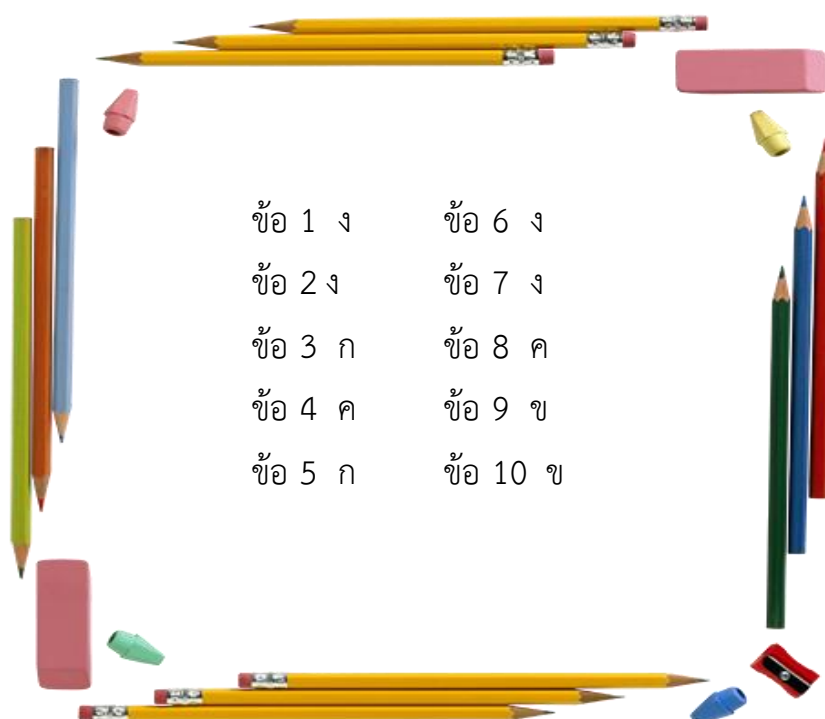 ข้อ 1 ง
ข้อ 2 ง
ข้อ 3 ก
ข้อ 4 ค
ข้อ 5 ก
ข้อ 6 ง
ข้อ 7 ง
ข้อ 8 ค
ข้อ 9 ข
ข้อ 10 ข